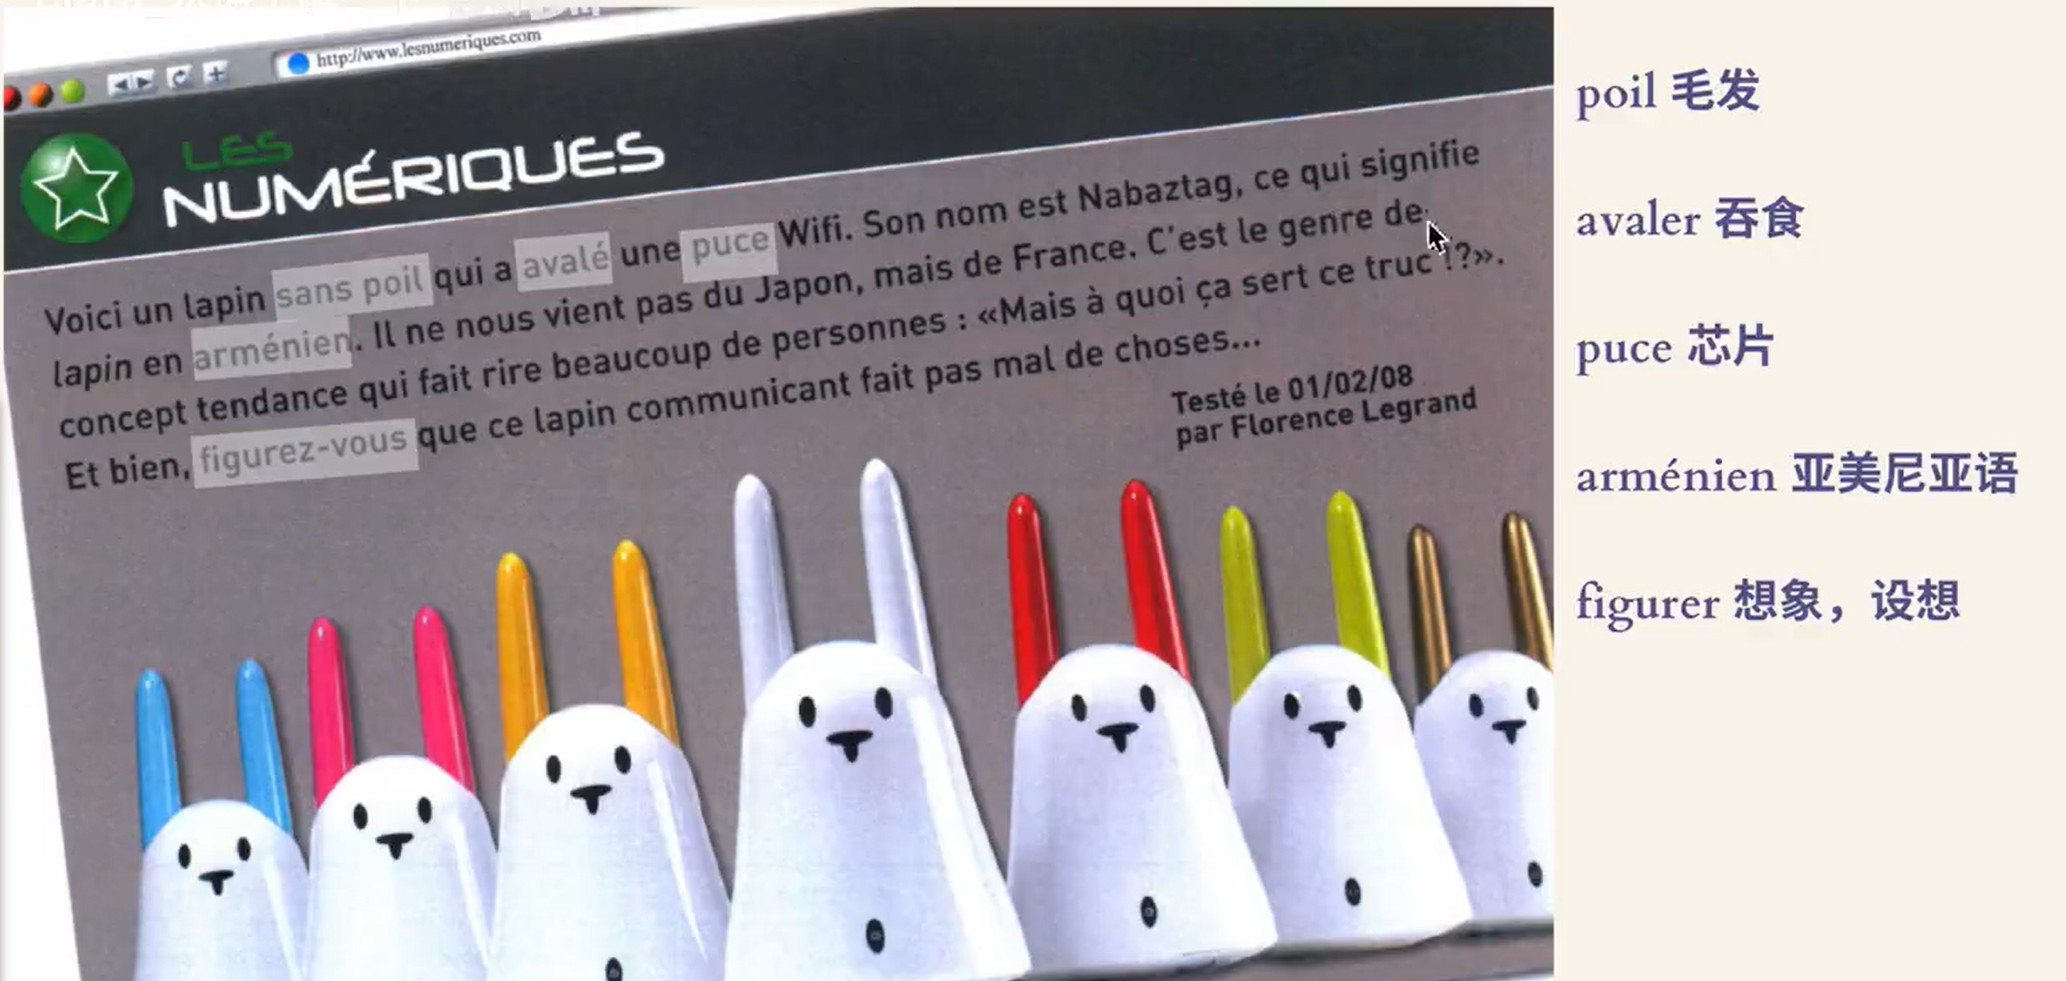 http://www.lesnumeriques.com
LES
NUMÉRIQUES
Voici un lapin sans poil qui a avalé une puce Wifi. Son nom est Nabaztag, ce qui signifie
lapin en arménien. Il ne nous vient pas du Japon, mais de France. C'est le genre de
concept tendance qui fait rire beaucoup de personnes : «Mais à quoi ça sert ce truc !?».
Et bien, figurez-vous que ce lapin communicant fait pas mal de choses...
Testé le 01/02/08
par Florence Legrand
poil 毛发
avaler 吞食
puce 芯片
arménien 亚美尼亚语
figurer 想象，设想